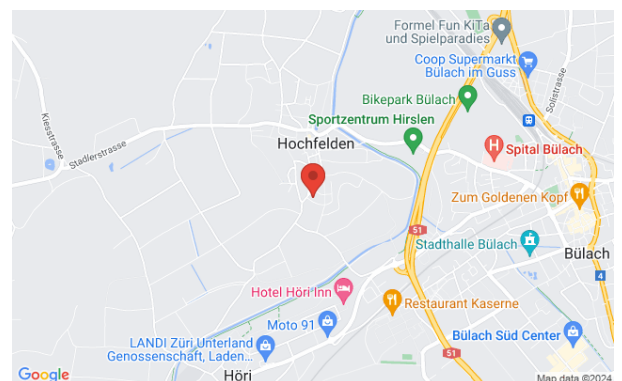 Formel Fun KiTa
und Spielparadies
Coop Supermarkt
Bülach im Guss
Solistrasse
Kiesstrasse
Bikepark Bülach
Sportzentrum Hirslen
Stadlerstrasse
Hochfelden
H
Spital Bülach
Zum Goldenen Kopf
51
Stadthalle Bülach
Bülach
4
Hotel Höri Inn
Restaurant Kaserne
Moto 91
LANDI Züri Unterland
Genossenschaft, Laden...
Bülach Süd Center
51
Höri
Google
Map data ©2024